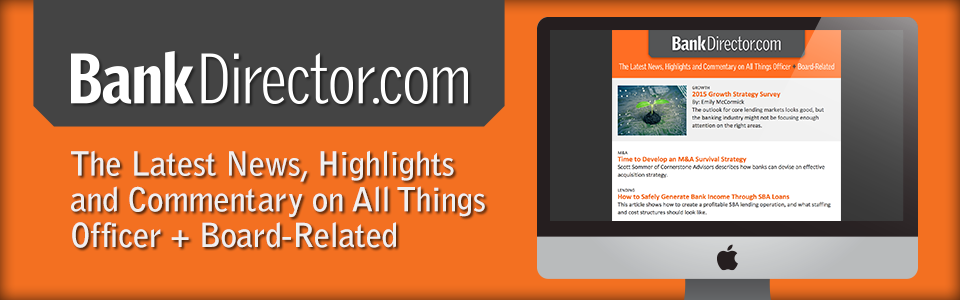 BankDirector.com
The Latest News, Highlights
and Commentary on All Things
Officer + Board-Related
BankDirector.com
The Latest News, Highlights and Commentary on All Things Officer + Board-Related
GROWTH
2015 Growth Strategy Survey
By: Emily McCormick
The outlook for core lending markets looks good, but
the banking industry might not be focusing enough
attention on the right areas.
M&A
Time to Develop an M&A Survival Strategy
Scott Sommer of Cornerstone Advisors describes how banks can devise an effective
acquisition strategy.
LENDING
How to Safely Generate Bank Income Through SBA Loans
This article shows how to create a profitable SBA lending operation, and what staffing
and cost structures should look like.